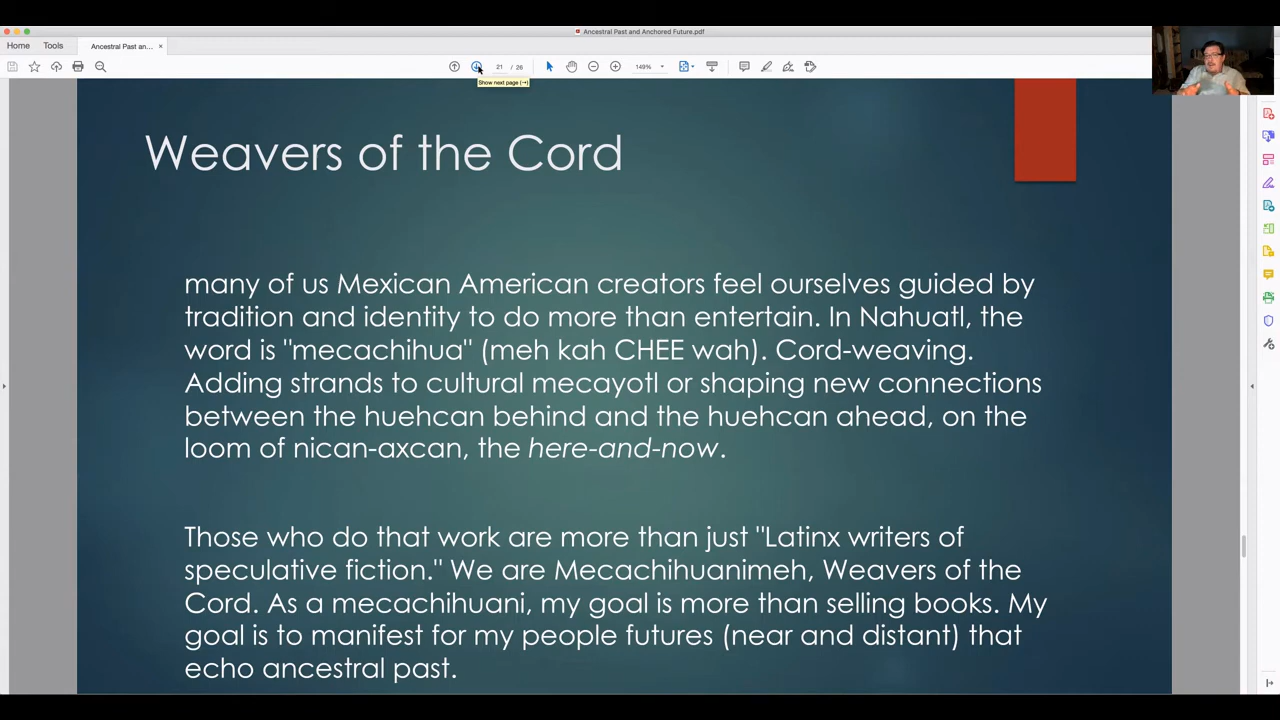 Ancestral Past and Anchored Future.pdf
Home Tools Ancestral Past an... ×
21 / 26 149%
Show next page (→)
Weavers of the Cord
many of us Mexican American creators feel ourselves guided by
tradition and identity to do more than entertain. In Nahuatl, the
word is "mecachihua" (meh kah CHEE wah). Cord-weaving.
Adding strands to cultural mecayotl or shaping new connections
between the huehcan behind and the huehcan ahead, on the
loom of nican-axcan, the here-and-now.
Those who do that work are more than just "Latinx writers of
speculative fiction." We are Mecachihuanimeh, Weavers of the
Cord. As a mecachihuani, my goal is more than selling books. My
goal is to manifest for my people futures (near and distant) that
echo ancestral past.